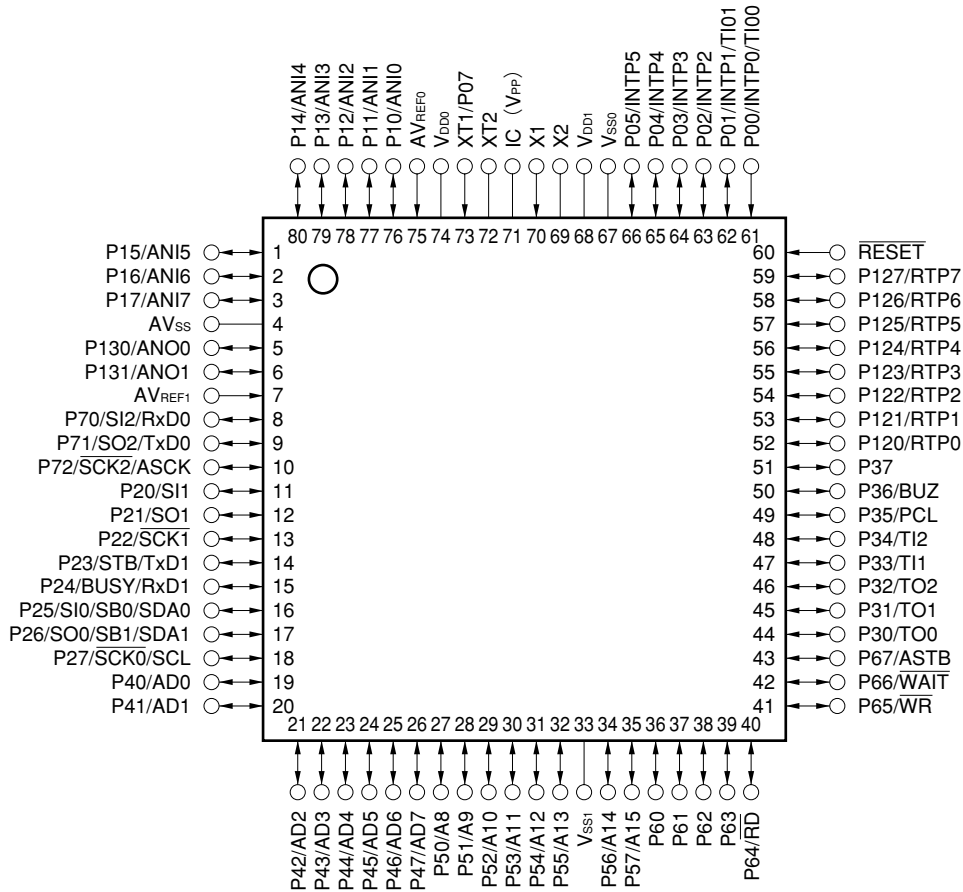 P14/ANI4
P13/ANI3
P12/ANI2
P11/ANI1
P10/ANI0
AVREF0
VDD0
XT1/P07
XT2
IC (VPP)
X1
X2
VDD1
VSS0
P05/INTP5
P04/INTP4
P03/INTP3
P02/INTP2
P01/INTP1/TI01
P00/INTP0/TI00
80 79 78 77 76 75 74 73 72 71 70 69 68 67 66 65 64 63 62 61
P15/ANI5 1
P16/ANI6 2
P17/ANI7 3
AVSS 4
P130/ANO0 5
P131/ANO1 6
AVREF1 7
P70/SI2/RxD0 8
P71/SO2/TxD0 9
P72/SCK2/ASCK 10
P20/SI1 11
P21/SO1 12
P22/SCK1 13
P23/STB/TxD1 14
P24/BUSY/RxD1 15
P25/SI0/SB0/SDA0 16
P26/SO0/SB1/SDA1 17
P27/SCK0/SCL 18
P40/AD0 19
P41/AD1 20
60 RESET
59 P127/RTP7
58 P126/RTP6
57 P125/RTP5
56 P124/RTP4
55 P123/RTP3
54 P122/RTP2
53 P121/RTP1
52 P120/RTP0
51 P37
50 P36/BUZ
49 P35/PCL
48 P34/TI2
47 P33/TI1
46 P32/TO2
45 P31/TO1
44 P30/TO0
43 P67/ASTB
42 P66/WAIT
41 P65/WR
21 22 23 24 25 26 27 28 29 30 31 32 33 34 35 36 37 38 39 40
P42/AD2
P43/AD3
P44/AD4
P45/AD5
P46/AD6
P47/AD7
P50/A8
P51/A9
P52/A10
P53/A11
P54/A12
P55/A13
VSS1
P56/A14
P57/A15
P60
P61
P62
P63
P64/RD